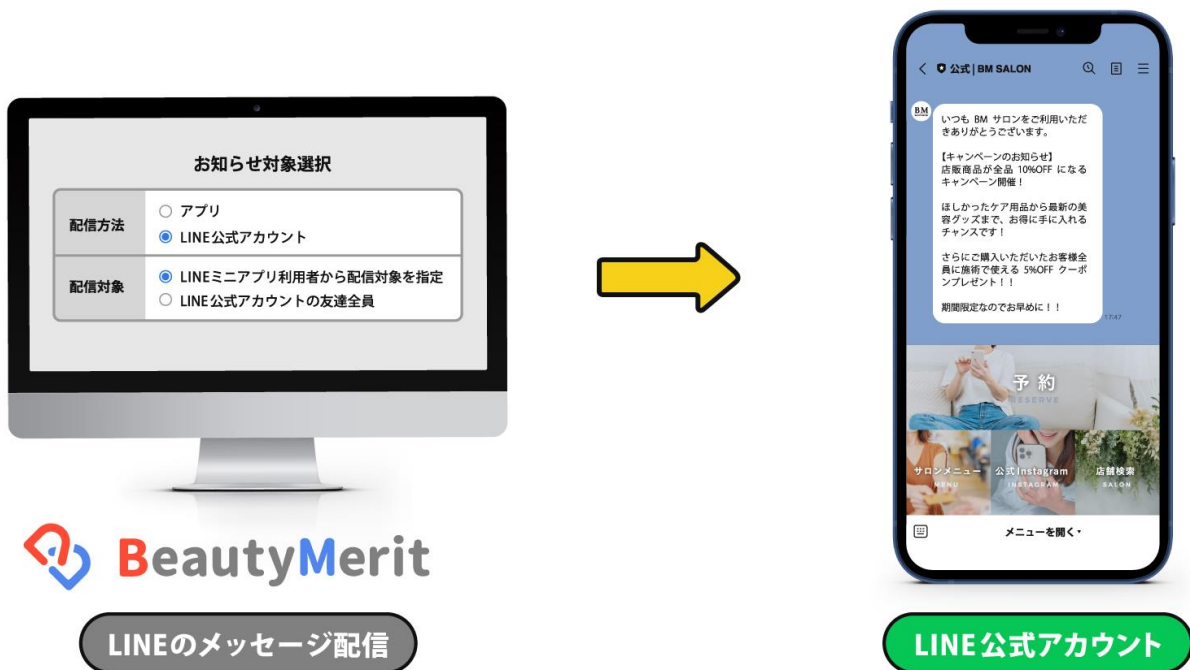 お知らせ対象選択
配信方法
アプリ
LINE公式アカウント
配信対象
LINEミニアプリ利用者から配信対象を指定
LINE公式アカウントの友達全員
BeautyMerit
LINEのメッセージ配信
公式 | BM SALON
BM
いつも BM サロンをご利用いただ
きありがとうございます。
【キャンペーンのお知らせ】
店販商品が全品 10%OFF になる
キャンペーン開催！
ほしかったケア用品から最新の美
容グッズまで、お得に手に入れる
チャンスです！
さらにご購入いただいたお客様全
員に施術で使える 5%OFF クーポ
ンプレゼント！！
期間限定なのでお早めに！！
17:47
予約
RESERVE
サロンメニュー
MENU
公式Instagram
INSTAGRAM
店舗検索
SALON
メニューを開く
LINE公式アカウント